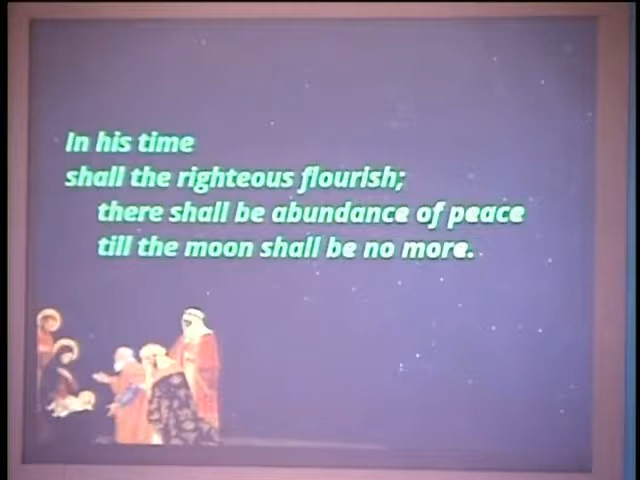 In his time
shall the righteous flourish;
there shall be abundance of peace
till the moon shall be no more.